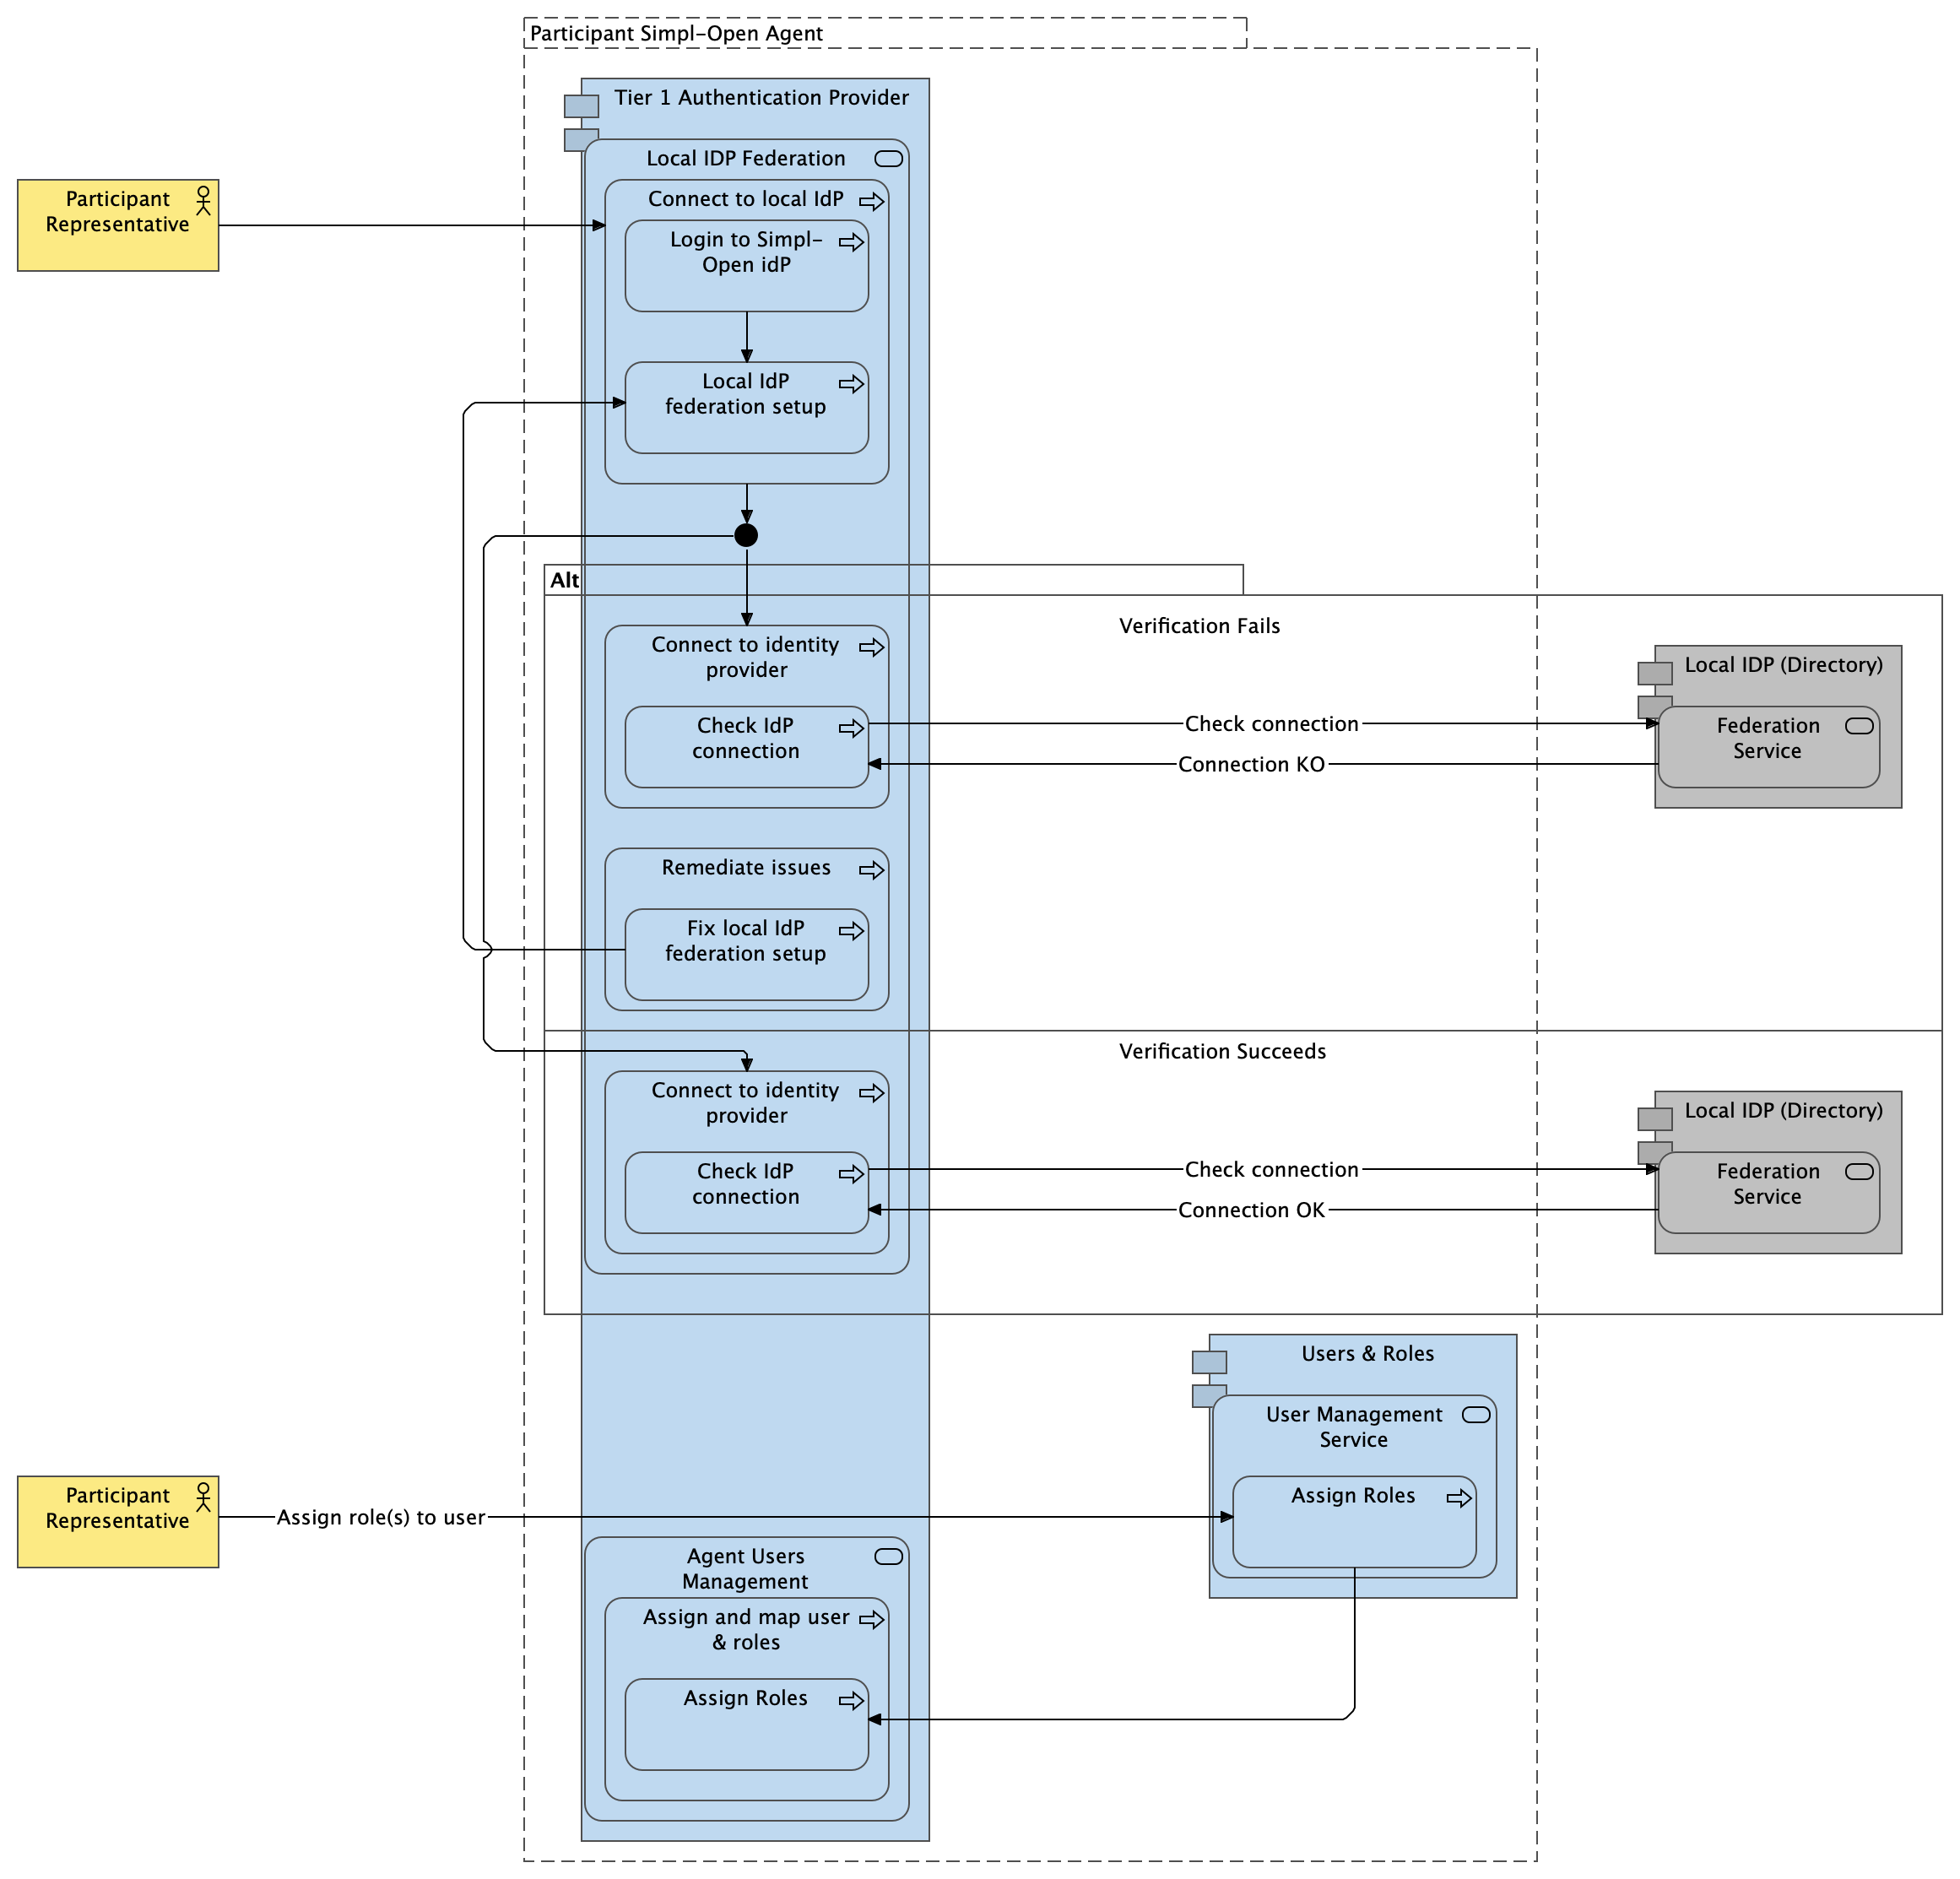 Participant Simpl-Open Agent
Tier 1 Authentication Provider
Local IDP Federation
Participant
Representative
Connect to local IdP
Login to Simpl-
Open idP
Local IdP
federation setup
Alt
Verification Fails
Connect to identity
provider
Local IDP (Directory)
Check IdP
connection
Check connection
Connection KO
Federation
Service
Remediate issues
Fix local IdP
federation setup
Verification Succeeds
Connect to identity
provider
Local IDP (Directory)
Check IdP
connection
Check connection
Connection OK
Federation
Service
Users & Roles
User Management
Service
Participant
Representative
Assign role(s) to user
Assign Roles
Agent Users
Management
Assign and map user
& roles
Assign Roles